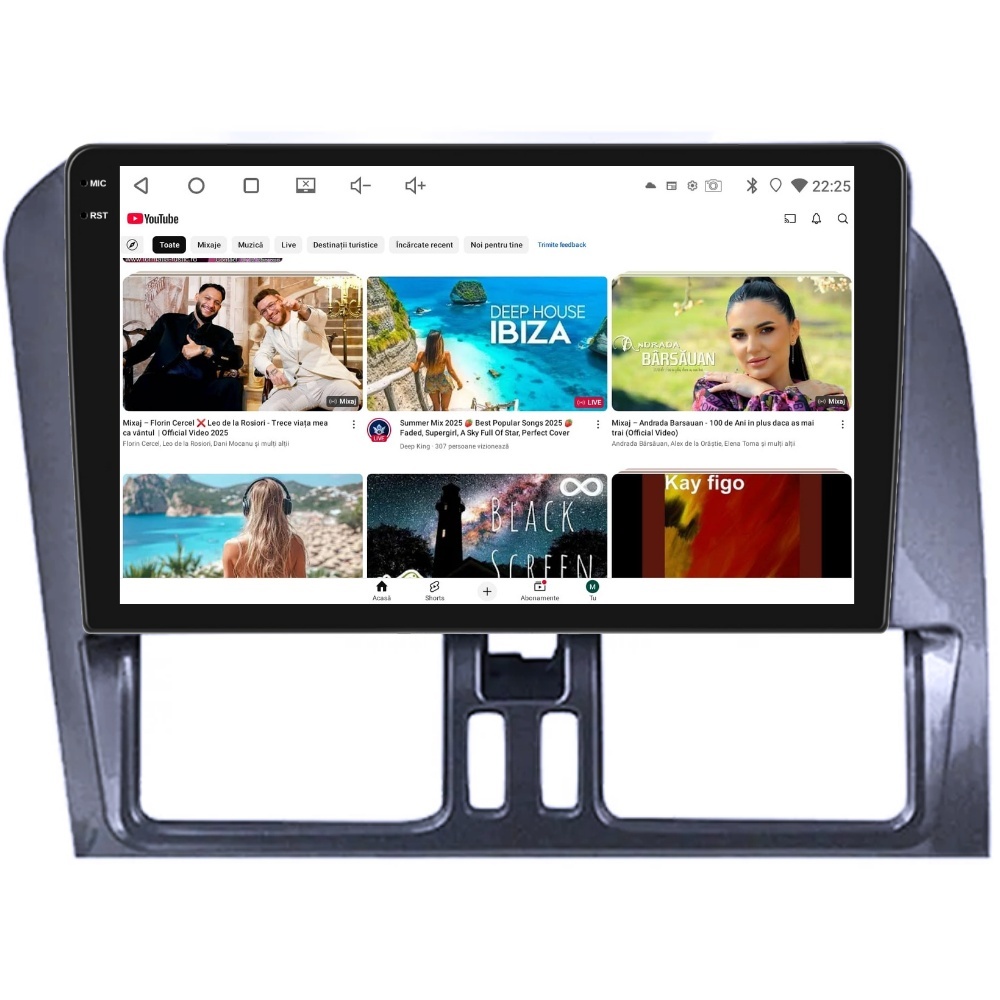 MIC
22:25
RST
YouTube
Toate
Mixaje
Muzică
Live
Destinații turistice
Încărcate recent
Noi pentru tine
Trimite feedback
DEEP HOUSE
IBIZA
ANDRADA
BÂRSĂUAN
Mixaj
LIVE
Mixaj
Mixaj – Florin Cercel ❌ Leo de la Rosiori - Trece viața mea
ca vântul | Official Video 2025
Florin Cercel, Leo de la Rosiori, Dani Mocanu și mulți alții
LIVE
Summer Mix 2025 🍓 Best Popular Songs 2025 🍓
Faded, Supergirl, A Sky Full Of Star, Perfect Cover
Deep King · 307 persoane vizionează
Mixaj – Andrada Barsauan - 100 de Ani in plus daca as mai
trai (Official Video)
Andrada Bârsăuan, Alex de la Orăștie, Elena Toma și mulți alții
BLACK
SCREEN
Kay figo
Acasă
Shorts
Abonamente
M
Tu